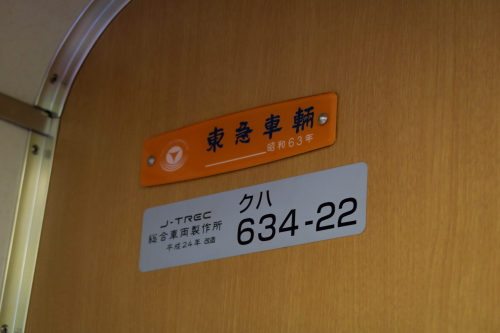 東急車輛
昭和63年
J-TREC
総合車両製作所
平成24年 改造
クハ
634-22